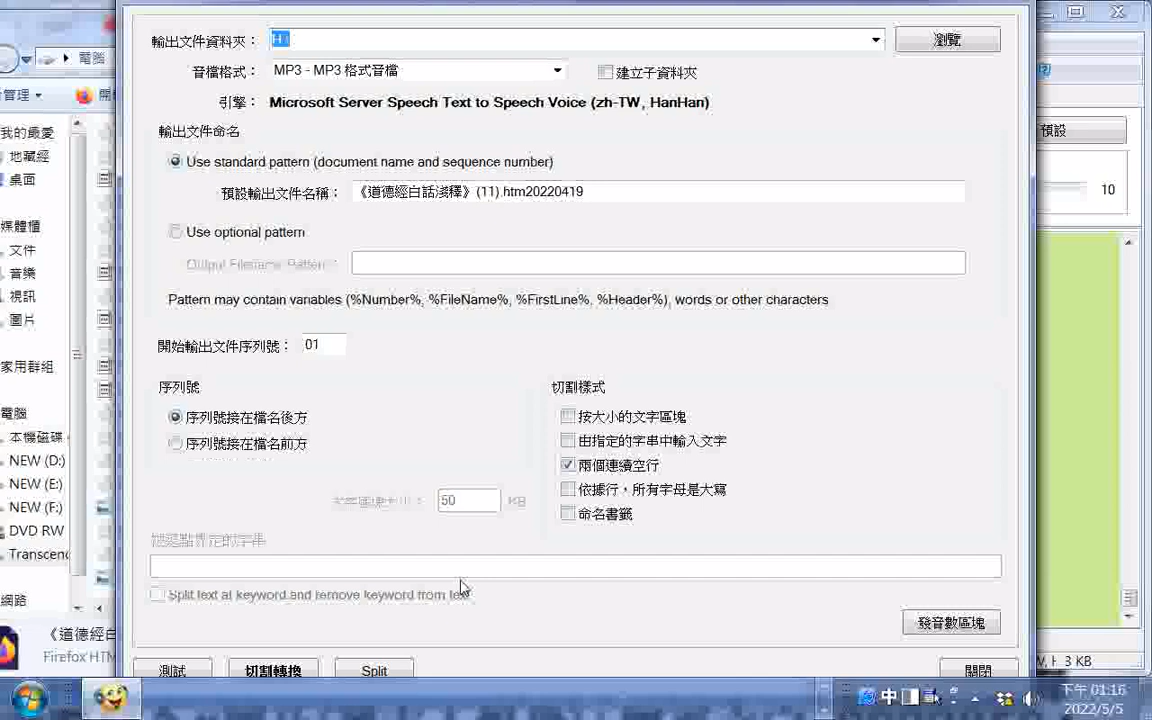 輸出文件資料夾： H:\
瀏覽
音檔格式： MP3 - MP3 格式音檔
建立子資料夾
引擎： Microsoft Server Speech Text to Speech Voice (zh-TW, HanHan)
輸出文件命名
Use standard pattern (document name and sequence number)
預設輸出文件名稱： 《道德經白話淺釋》(11).htm20220419
Use optional pattern
Output Filename Pattern :
Pattern may contain variables (%Number%, %FileName%, %FirstLine%, %Header%), words or other characters
開始輸出文件序列號： 01
序列號
序列號接在檔名後方
序列號接在檔名前方
切割樣式
按大小的文字區塊
由指定的字串中輸入文字
兩個連續空行
依據行，所有字母是大寫
命名書籤
50 KB
Split text at keyword and remove keyword from text
發音數區塊
測試
切割轉換
Split
關閉
電腦
管理
我的最愛
地藏經
桌面
媒體櫃
文件
音樂
視訊
圖片
家用群組
電腦
本機磁碟
NEW (D:)
NEW (E:)
NEW (F:)
DVD RW
Transcend
網路
《道德經白
Firefox HTM
預設
10
3 KB
中
下午 01:16
2022/5/5